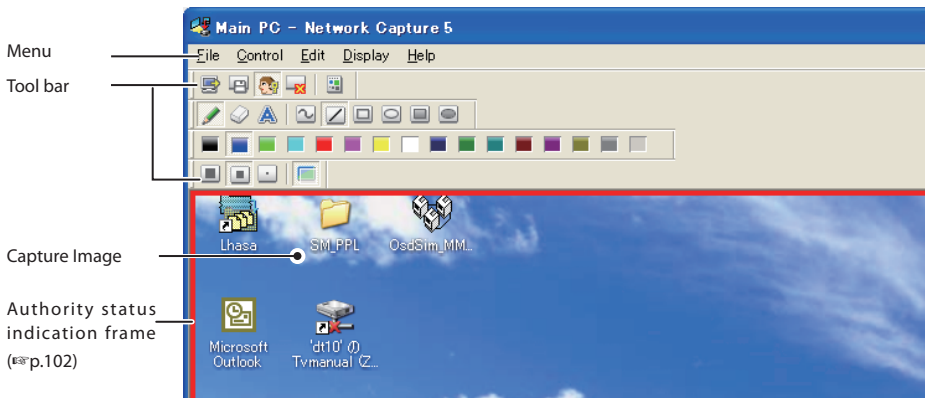 Main PC - Network Capture 5
Menu
File Control Edit Display Help
Tool bar
A
Capture Image
Lhasa SM_PPL OsdSim_MM...
Authority status
indication frame
(☞p.102)
Microsoft
Outlook
'dt10' の
Tvmanual (Z...